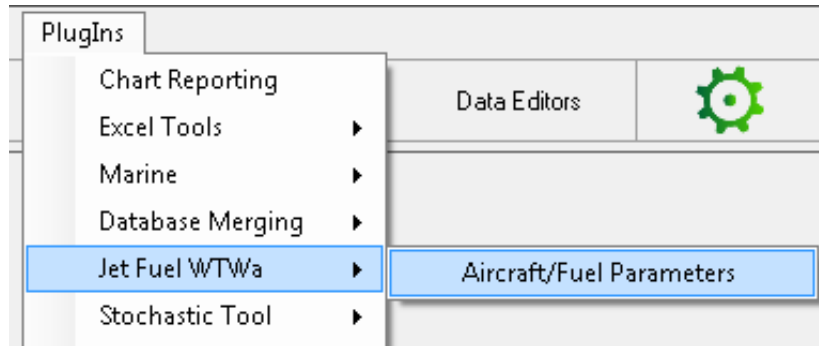 PlugIns
Chart Reporting
Data Editors
Excel Tools
Marine
Database Merging
Jet Fuel WTWa
Aircraft/Fuel Parameters
Stochastic Tool